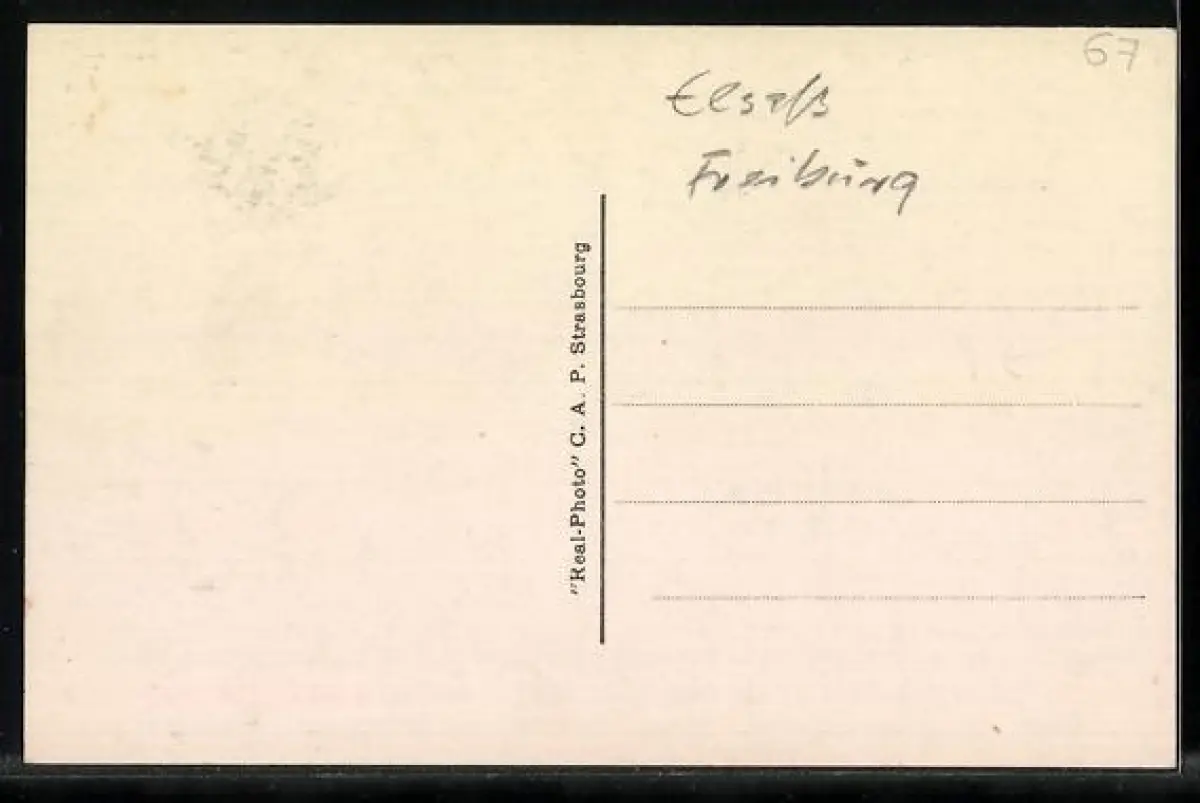 67
Elsaß
Freiburg
"Real-Photo" C. A. P. Strasbourg